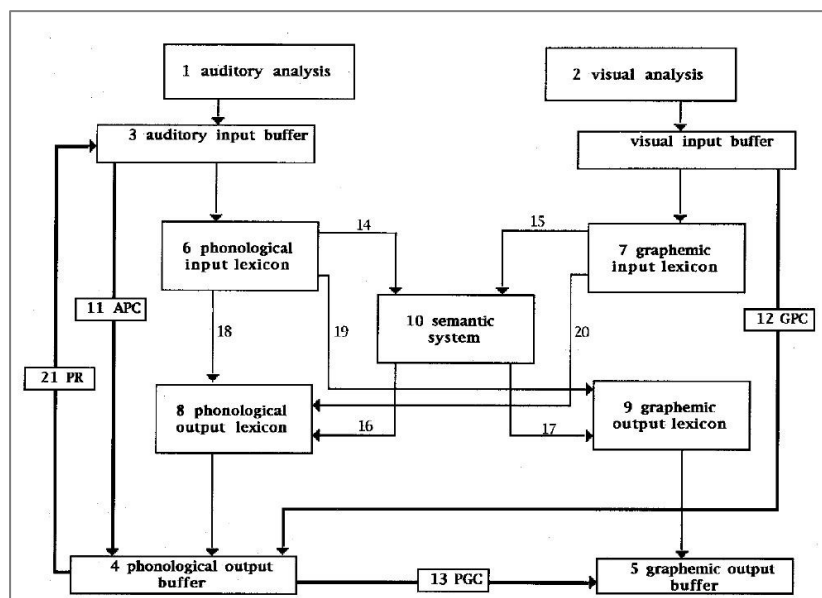 1 auditory analysis
2 visual analysis
3 auditory input buffer
visual input buffer
14
15
6 phonological
input lexicon
7 graphemic
input lexicon
11 APC
18
19
10 semantic
system
20
12 GPC
21 PR
8 phonological
output lexicon
16
17
9 graphemic
output lexicon
4 phonological output
buffer
13 PGC
5 graphemic output
buffer